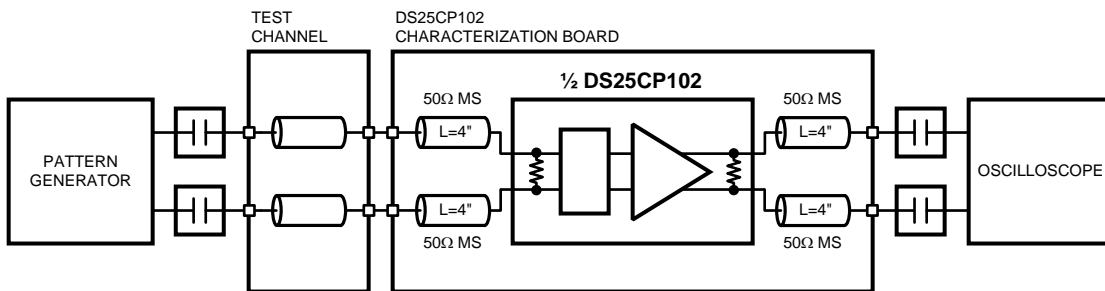 TEST
CHANNEL
DS25CP102
CHARACTERIZATION BOARD
½ DS25CP102
50Ω MS
50Ω MS
L=4"
L=4"
PATTERN
GENERATOR
OSCILLOSCOPE
L=4"
L=4"
50Ω MS
50Ω MS